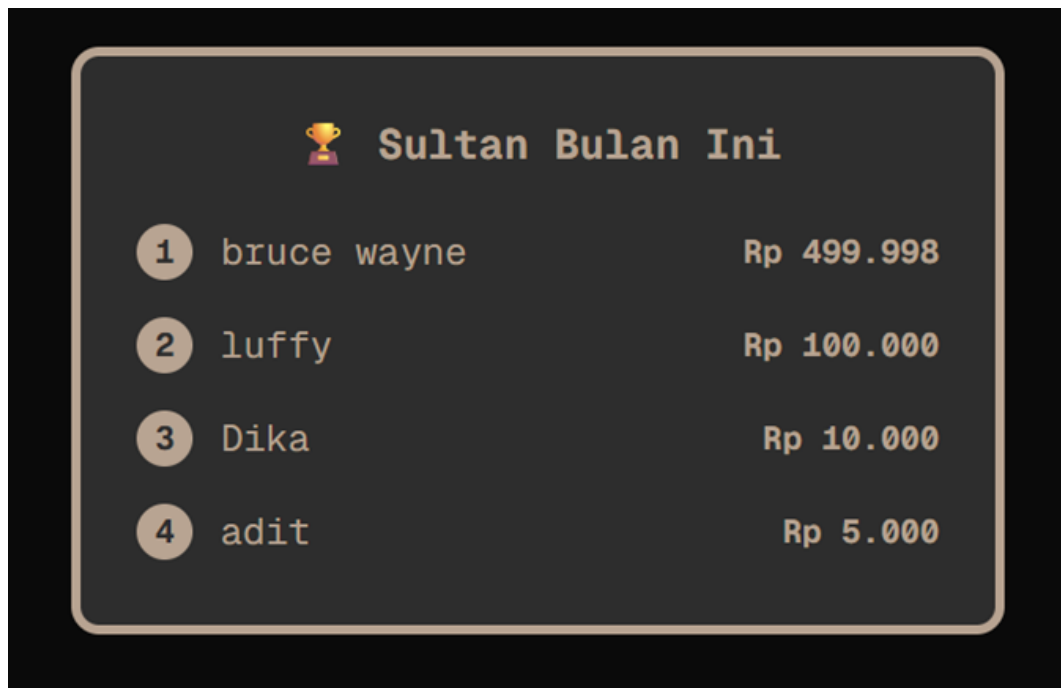 🏆 Sultan Bulan Ini
1 bruce wayne Rp 499.998
2 luffy Rp 100.000
3 Dika Rp 10.000
4 adit Rp 5.000